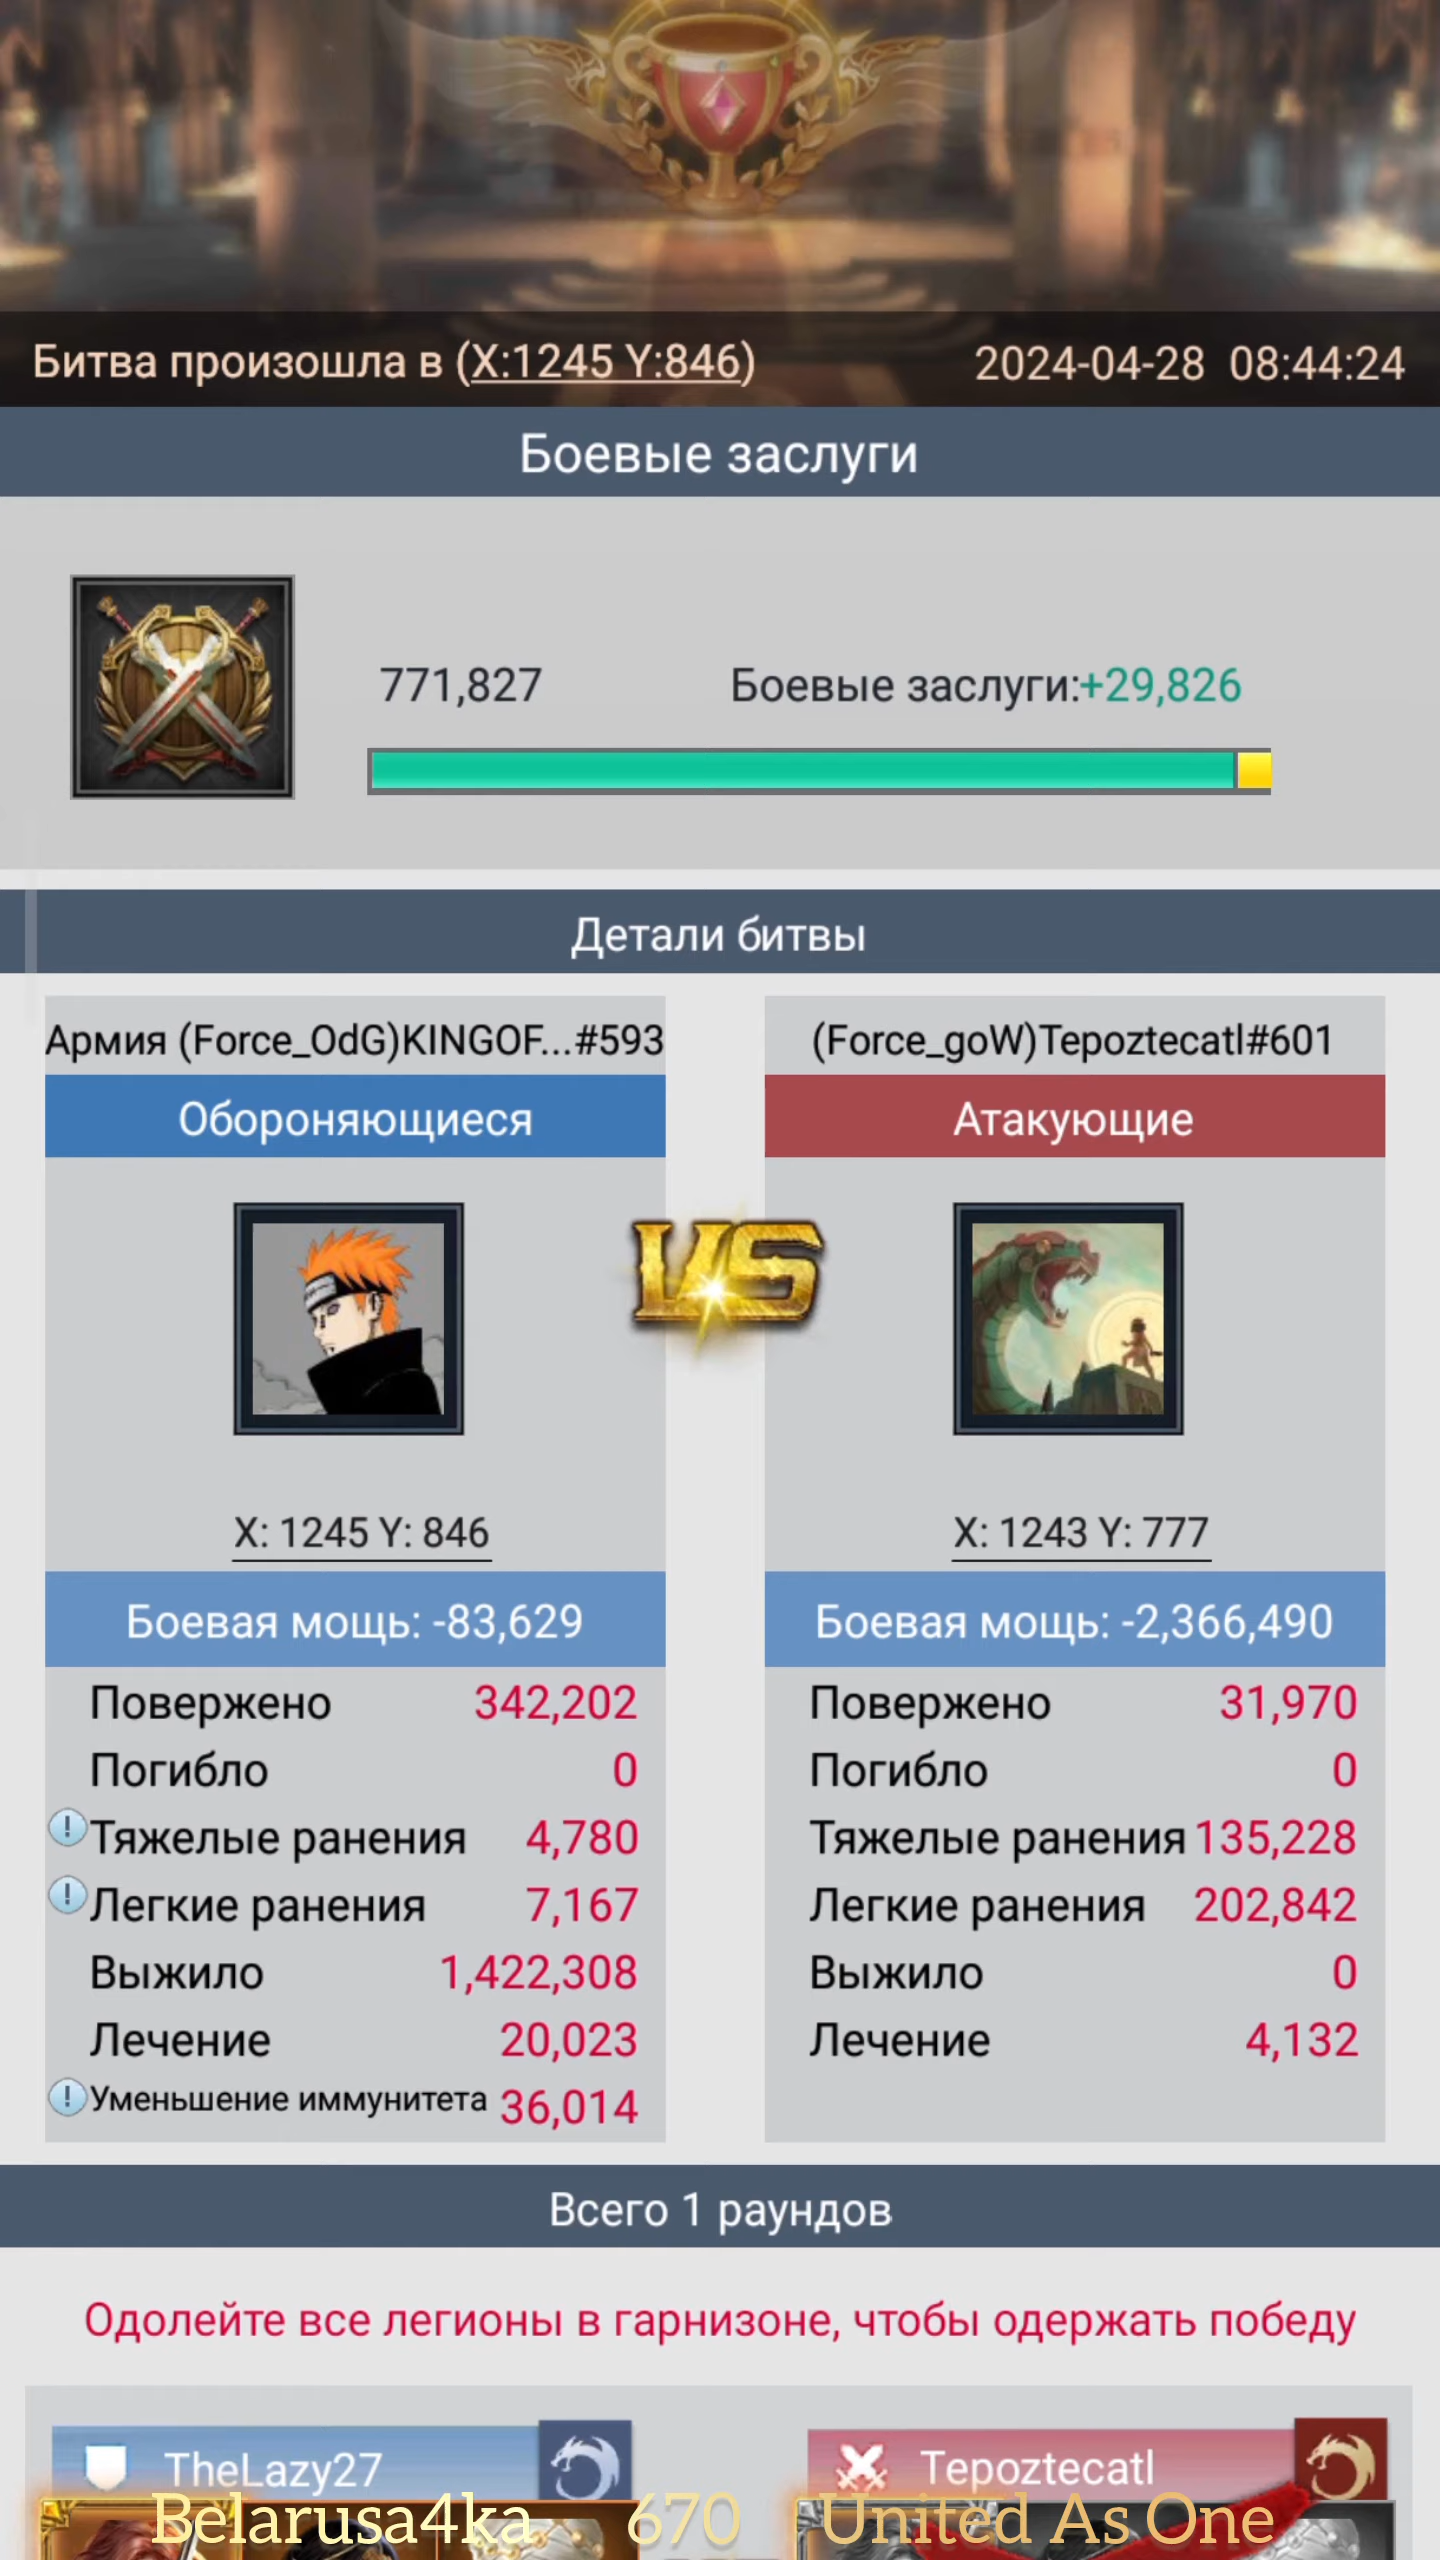 Битва произошла в (X:1245 Y:846) 2024-04-28 08:44:24
Боевые заслуги
771,827 Боевые заслуги:+29,826
Детали битвы
Армия (Force_OdG)KINGOF...#593 (Force_goW)Tepoztecatl#601
Обороняющиеся Атакующие
VS
X: 1245 Y: 846 X: 1243 Y: 777
Боевая мощь: -83,629 Боевая мощь: -2,366,490
Повержено 342,202 Повержено 31,970
Погибло 0 Погибло 0
Тяжелые ранения 4,780 Тяжелые ранения 135,228
Легкие ранения 7,167 Легкие ранения 202,842
Выжило 1,422,308 Выжило 0
Лечение 20,023 Лечение 4,132
Уменьшение иммунитета 36,014
Всего 1 раундов
Одолейте все легионы в гарнизоне, чтобы одержать победу
TheLazy27 Tepoztecatl
Belarusa4ka 670 United As One